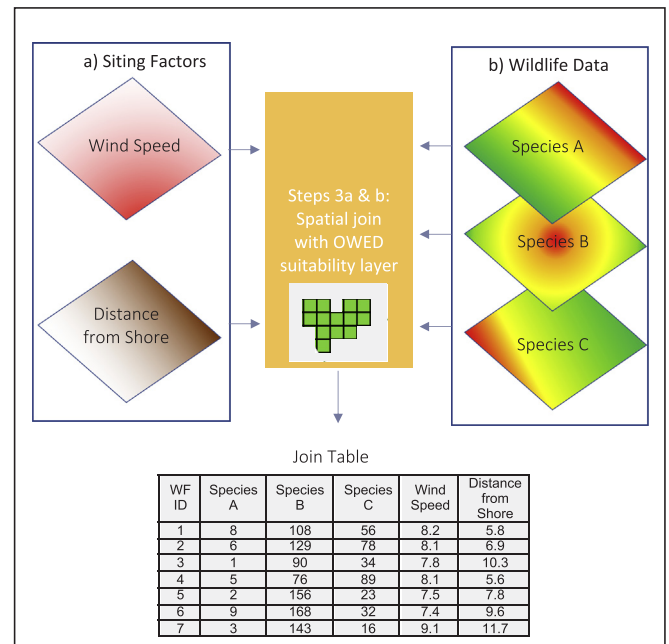 a) Siting Factors
Wind Speed
Distance
from Shore
Steps 3a & b:
Spatial join
with OWED
suitability layer
b) Wildlife Data
Species A
Species B
Species C
Join Table
WF ID Species A Species B Species C Wind Speed Distance from Shore
1 8 108 56 8.2 5.8
2 6 129 78 8.1 6.9
3 1 90 34 7.8 10.3
4 5 76 89 8.1 5.6
5 2 156 23 7.5 7.8
6 9 168 32 7.4 9.6
7 3 143 16 9.1 11.7